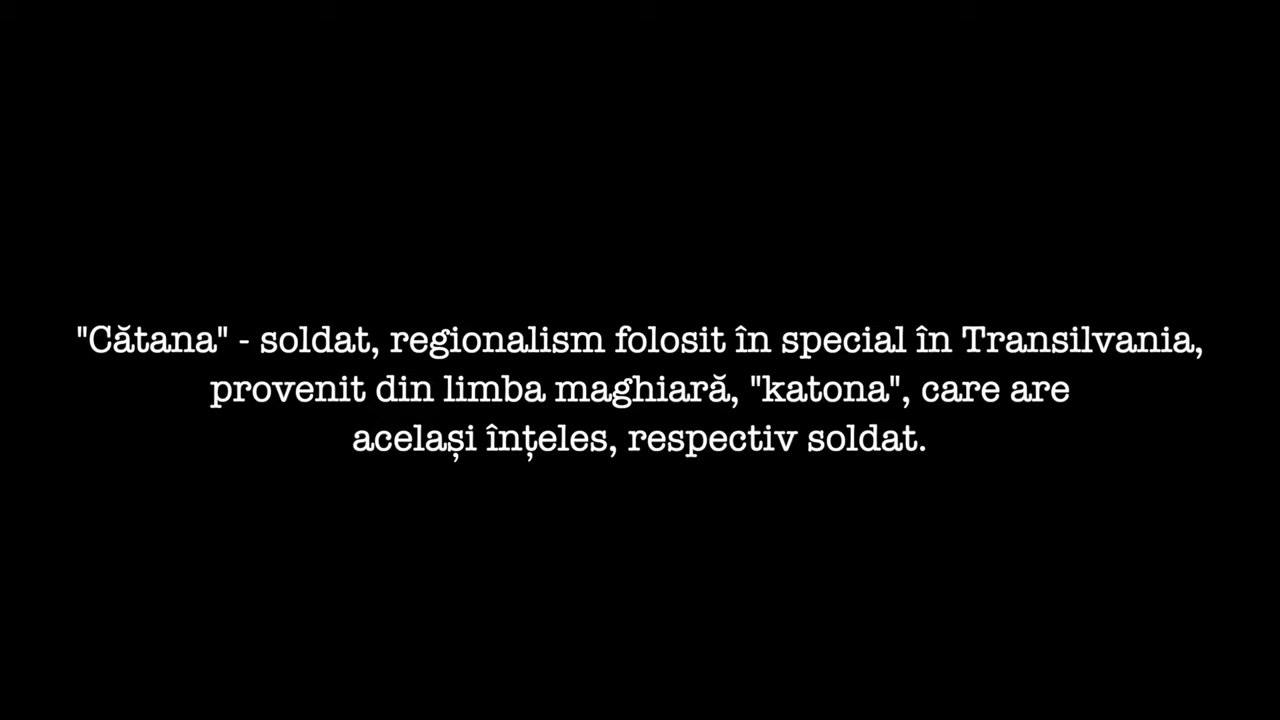 "Cătana" - soldat, regionalism folosit în special în Transilvania,
provenit din limba maghiară, "katona", care are
același înțeles, respectiv soldat.